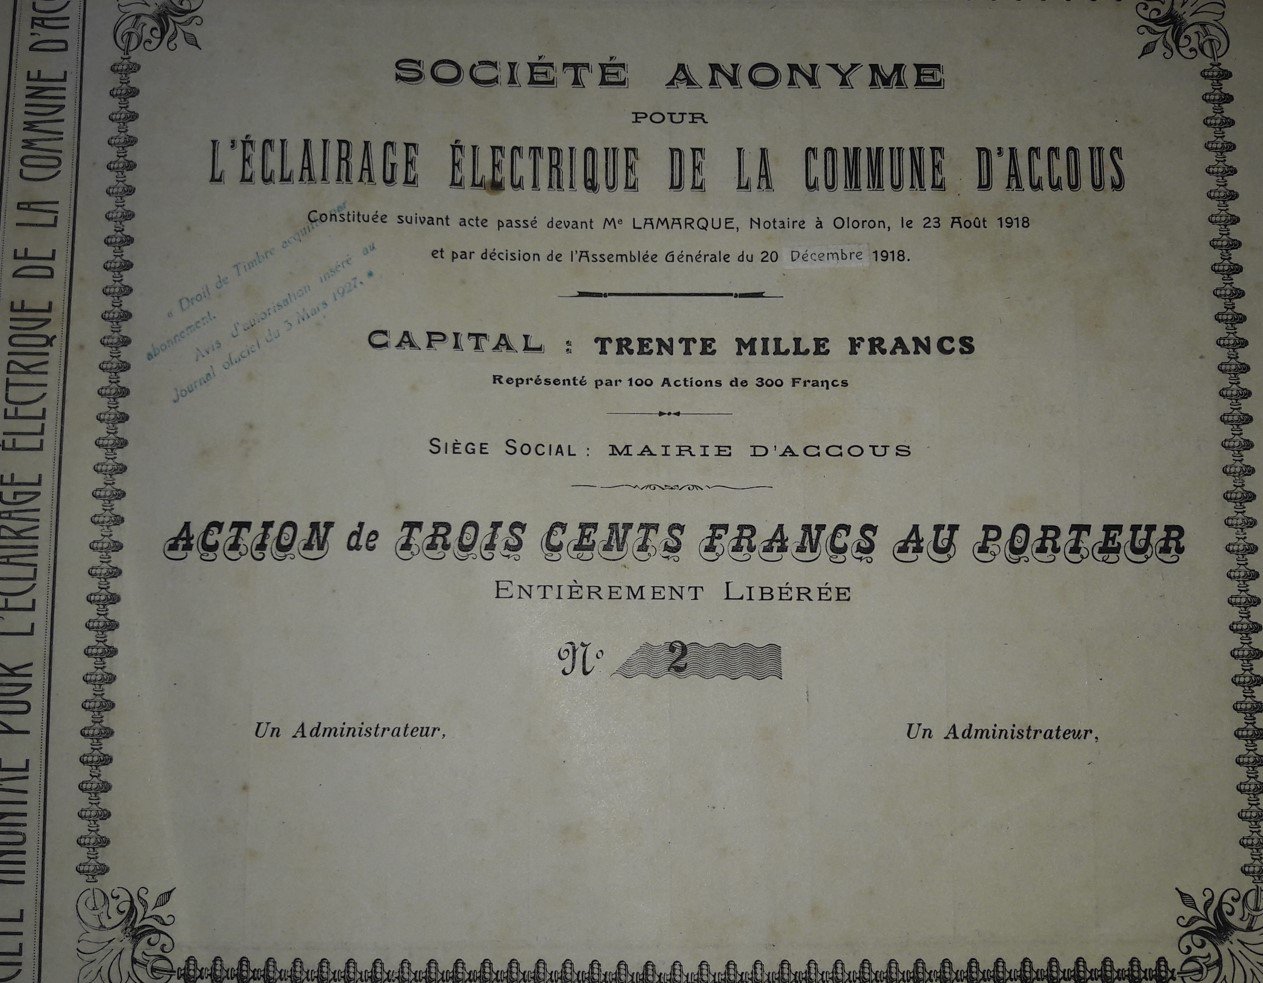 SOCIÉTÉ ANONYME
POUR
L'ÉCLAIRAGE ÉLECTRIQUE DE LA COMMUNE D'ACCOUS
Constituée suivant acte passé devant Mᵉ LAMARQUE, Notaire à Oloron, le 23 Août 1918
et par décision de l'Assemblée Générale du 20 Décembre 1918.
« Droit de Timbre acquitté par
abonnement.
Avis d'autorisation inséré au
Journal officiel du 3 Mars 1927. »
CAPITAL : TRENTE MILLE FRANCS
Représenté par 100 Actions de 300 Francs
SIÈGE SOCIAL : MAIRIE D'ACCOUS
ACTION de TROIS CENTS FRANCS AU PORTEUR
ENTIÈREMENT LIBÉRÉE
Nº 2
Un Administrateur,
Un Administrateur,
SOCIÉTÉ ANONYME POUR L'ÉCLAIRAGE ÉLECTRIQUE DE LA COMMUNE D'AC